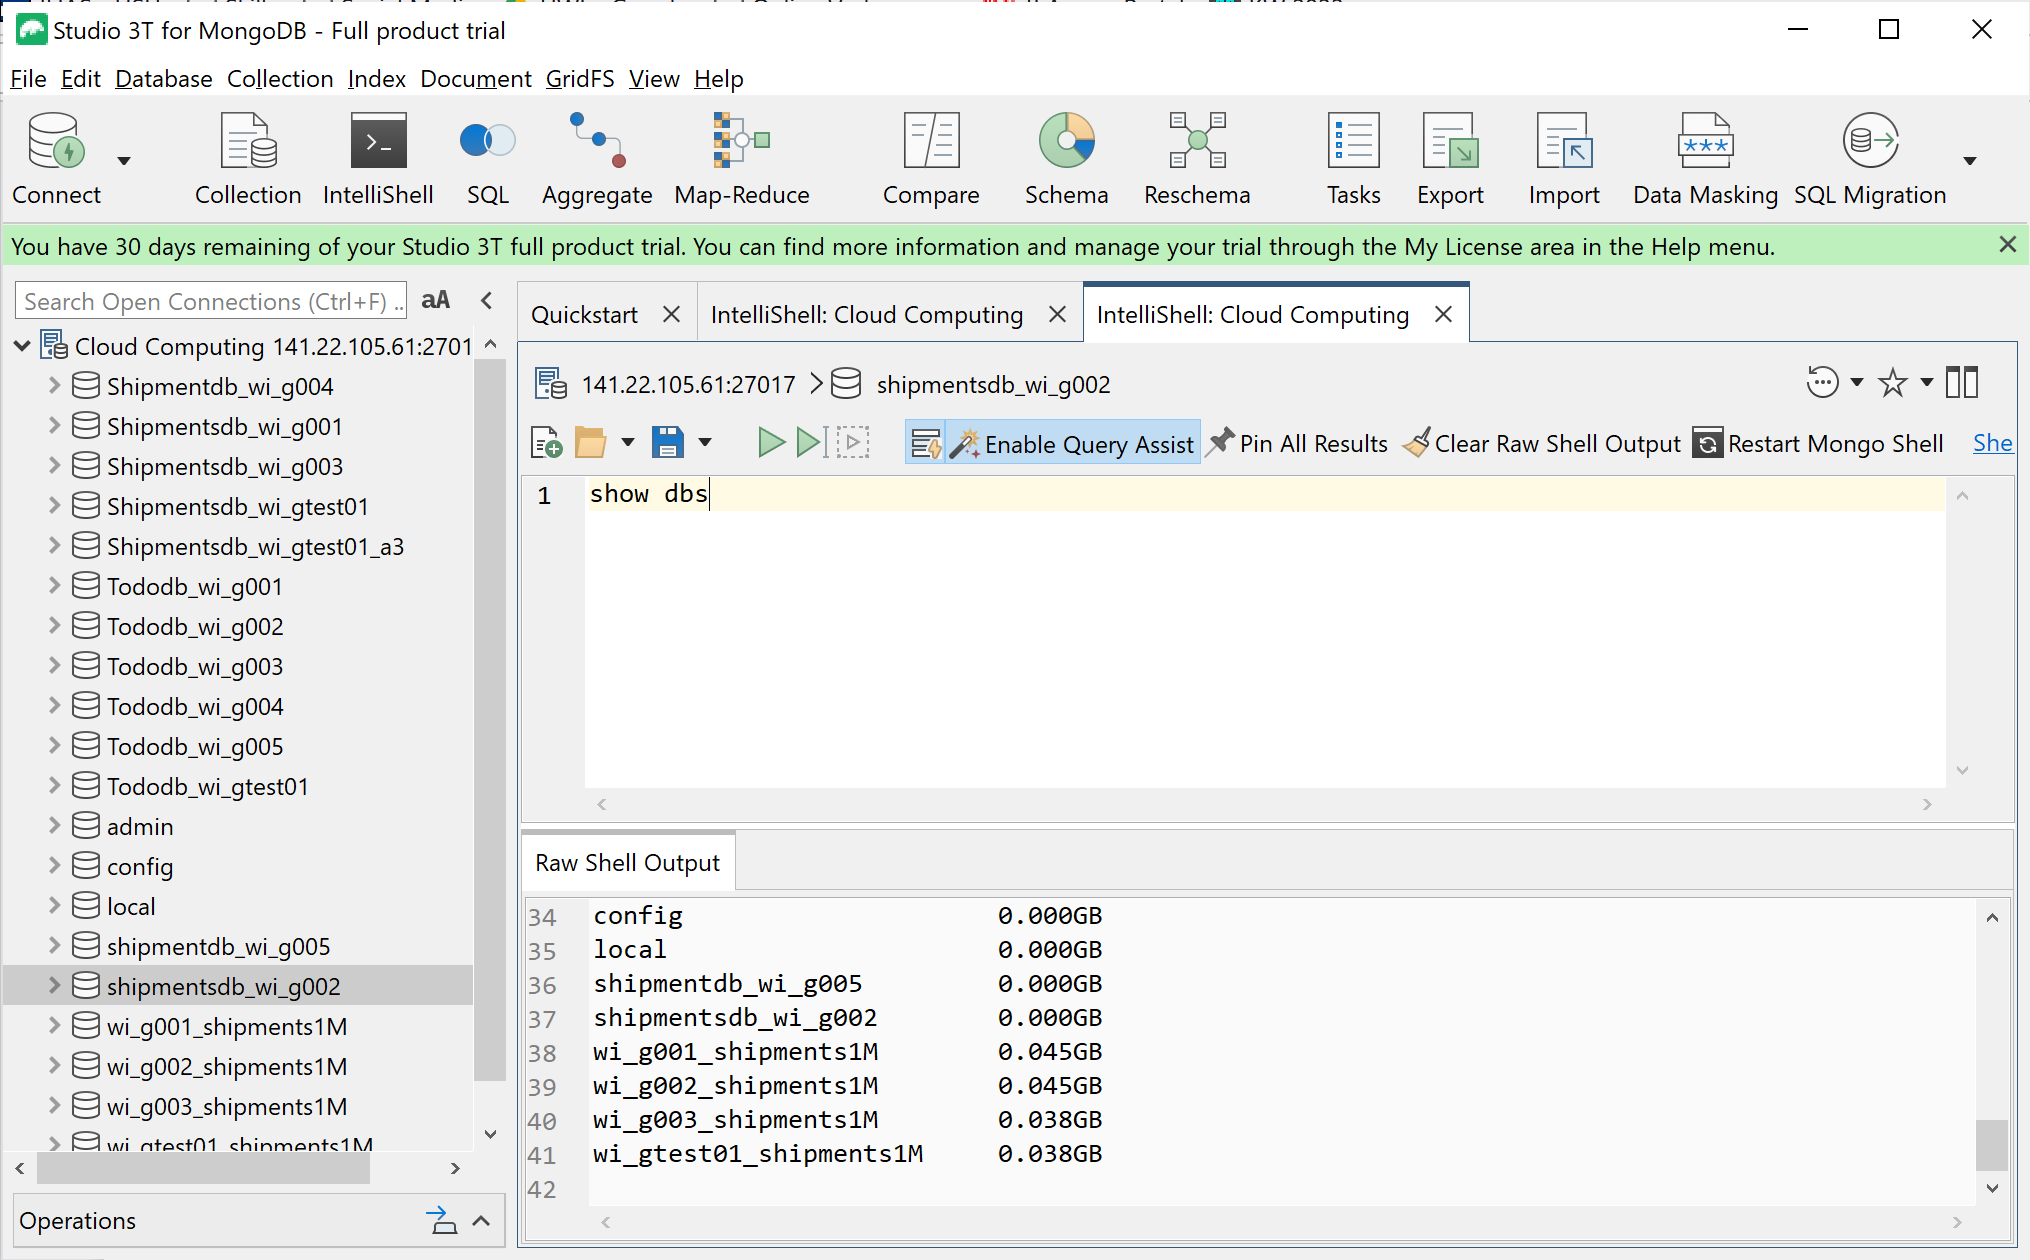 Studio 3T for MongoDB - Full product trial
File Edit Database Collection Index Document GridFS View Help
Connect Collection IntelliShell SQL Aggregate Map-Reduce Compare Schema Reschema Tasks Export Import Data Masking SQL Migration
You have 30 days remaining of your Studio 3T full product trial. You can find more information and manage your trial through the My License area in the Help menu.
Search Open Connections (Ctrl+F) ..
aA
Cloud Computing 141.22.105.61:2701
Shipmentdb_wi_g004
Shipmentsdb_wi_g001
Shipmentsdb_wi_g003
Shipmentsdb_wi_gtest01
Shipmentsdb_wi_gtest01_a3
Tododb_wi_g001
Tododb_wi_g002
Tododb_wi_g003
Tododb_wi_g004
Tododb_wi_g005
Tododb_wi_gtest01
admin
config
local
shipmentdb_wi_g005
shipmentsdb_wi_g002
wi_g001_shipments1M
wi_g002_shipments1M
wi_g003_shipments1M
wi_gtest01_shipments1M
Operations
Quickstart IntelliShell: Cloud Computing IntelliShell: Cloud Computing
141.22.105.61:27017 shipmentsdb_wi_g002
Enable Query Assist Pin All Results Clear Raw Shell Output Restart Mongo Shell She
1 show dbs
Raw Shell Output
34 config 0.000GB
35 local 0.000GB
36 shipmentdb_wi_g005 0.000GB
37 shipmentsdb_wi_g002 0.000GB
38 wi_g001_shipments1M 0.045GB
39 wi_g002_shipments1M 0.045GB
40 wi_g003_shipments1M 0.038GB
41 wi_gtest01_shipments1M 0.038GB
42